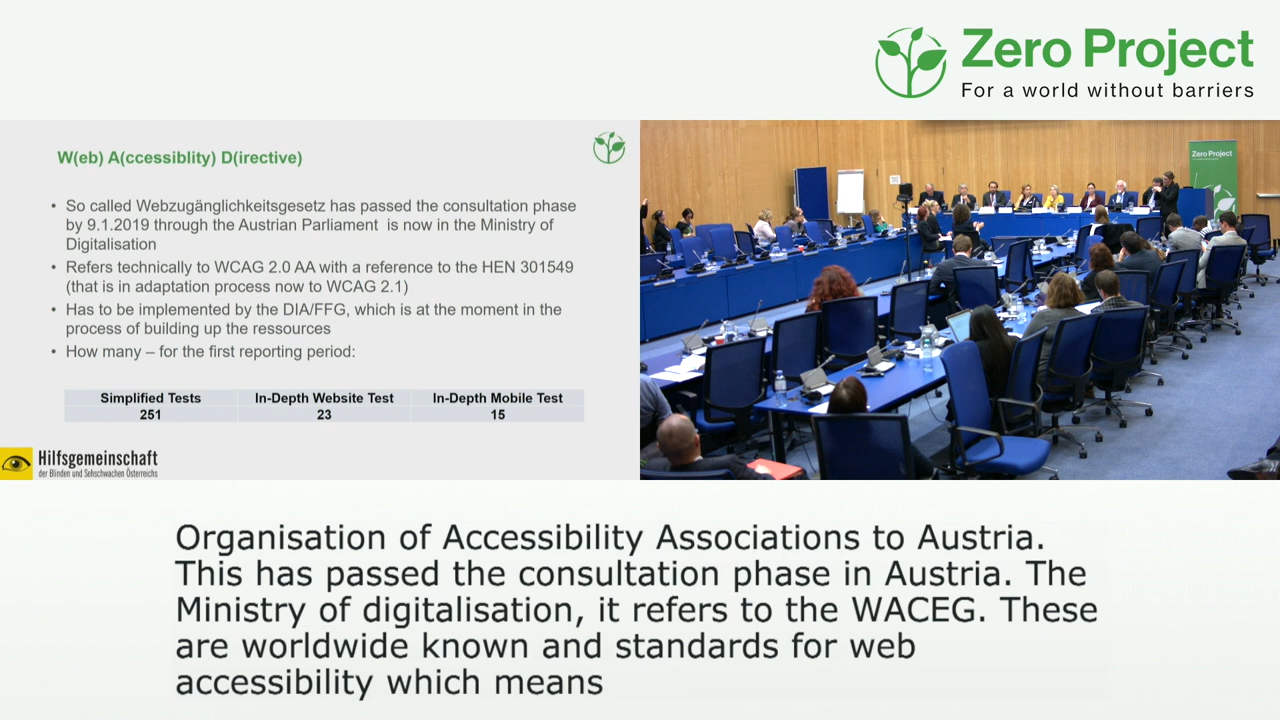 Zero Project
For a world without barriers
W(eb) A(ccessiblity) D(irective)
• So called Webzugänglichkeitsgesetz has passed the consultation phase
by 9.1.2019 through the Austrian Parliament is now in the Ministry of
Digitalisation
• Refers technically to WCAG 2.0 AA with a reference to the HEN 301549
(that is in adaptation process now to WCAG 2.1)
• Has to be implemented by the DIA/FFG, which is at the moment in the
process of building up the ressources
• How many – for the first reporting period:
Simplified Tests In-Depth Website Test In-Depth Mobile Test
251 23 15
Hilfsgemeinschaft
der Blinden und Sehschwachen Österreichs
Zero Project
Organisation of Accessibility Associations to Austria.
This has passed the consultation phase in Austria. The
Ministry of digitalisation, it refers to the WACEG. These
are worldwide known and standards for web
accessibility which means